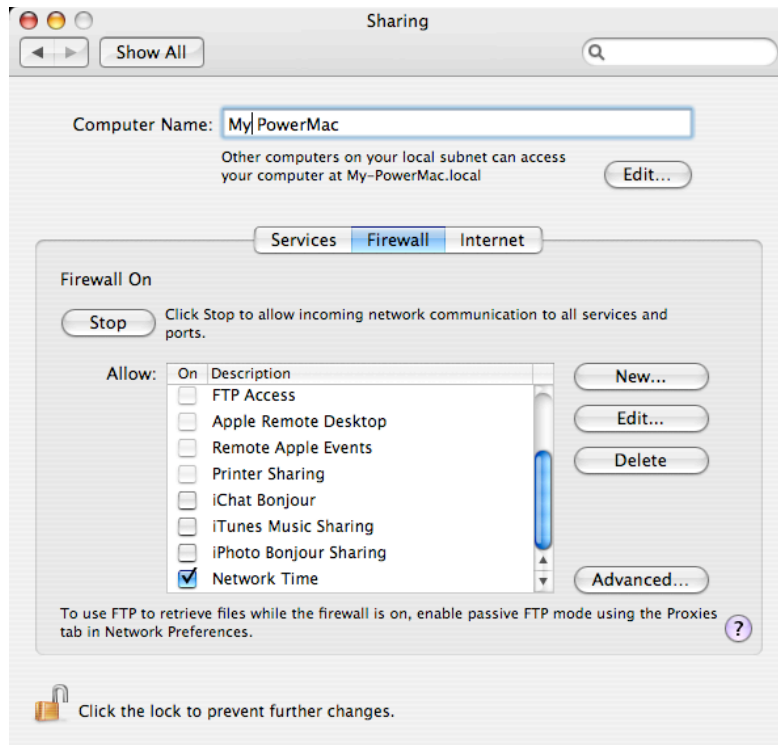 Sharing
Show All
Computer Name: My PowerMac
Other computers on your local subnet can access
your computer at My-PowerMac.local
Edit...
Services Firewall Internet
Firewall On
Stop
Click Stop to allow incoming network communication to all services and
ports.
Allow: On Description
FTP Access
Apple Remote Desktop
Remote Apple Events
Printer Sharing
iChat Bonjour
iTunes Music Sharing
iPhoto Bonjour Sharing
Network Time
New...
Edit...
Delete
Advanced...
To use FTP to retrieve files while the firewall is on, enable passive FTP mode using the Proxies
tab in Network Preferences.
?
Click the lock to prevent further changes.